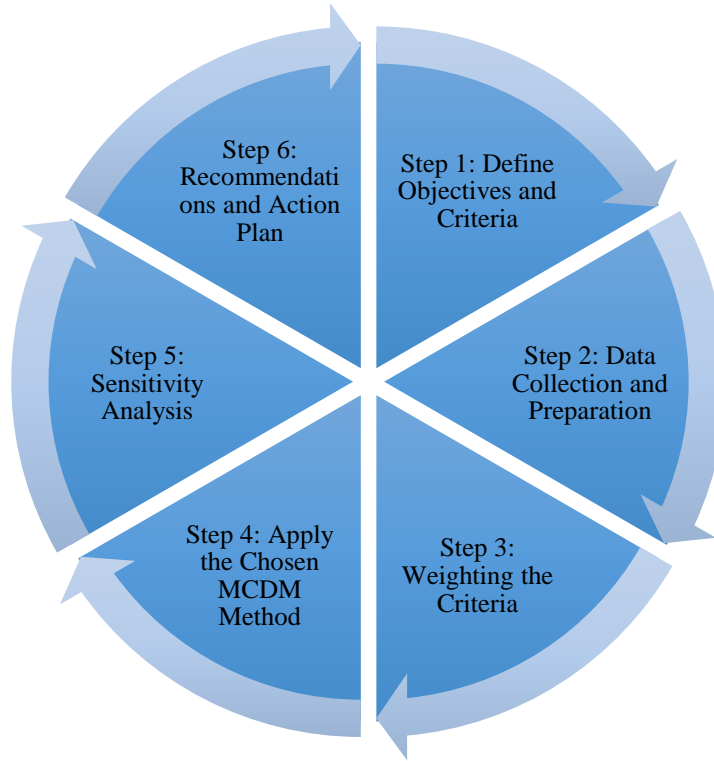 Step 1: Define
Objectives and
Criteria
Step 2: Data
Collection and
Preparation
Step 3:
Weighting the
Criteria
Step 4: Apply
the Chosen
MCDM
Method
Step 5:
Sensitivity
Analysis
Step 6:
Recommendati
ons and Action
Plan